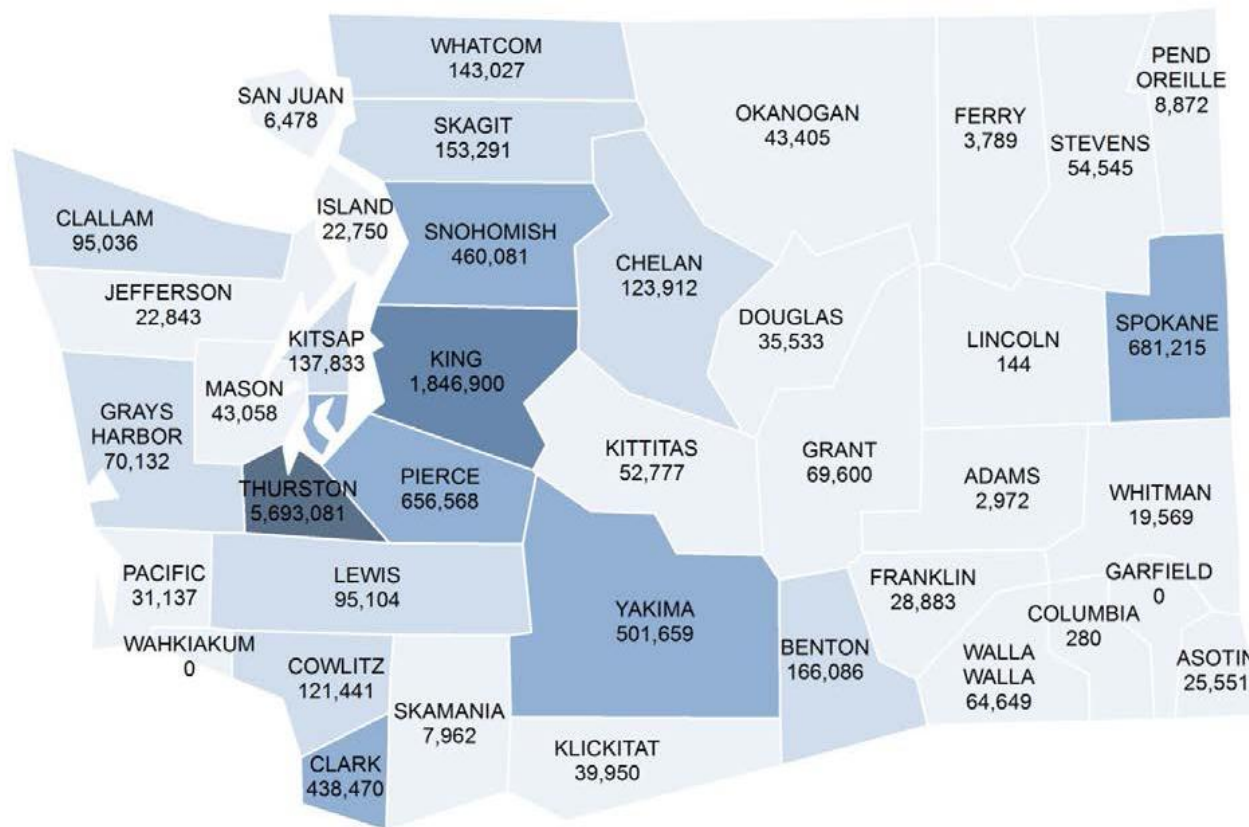 WHATCOM
143,027
SAN JUAN
6,478
SKAGIT
153,291
OKANOGAN
43,405
FERRY
3,789
STEVENS
54,545
PEND
OREILLE
8,872
CLALLAM
95,036
ISLAND
22,750
SNOHOMISH
460,081
CHELAN
123,912
JEFFERSON
22,843
KITSAP
137,833
KING
1,846,900
DOUGLAS
35,533
LINCOLN
144
SPOKANE
681,215
MASON
43,058
GRAYS
HARBOR
70,132
THURSTON
5,693,081
PIERCE
656,568
KITTITAS
52,777
GRANT
69,600
ADAMS
2,972
WHITMAN
19,569
PACIFIC
31,137
LEWIS
95,104
YAKIMA
501,659
FRANKLIN
28,883
GARFIELD
0
COLUMBIA
280
WAHKIAKUM
0
COWLITZ
121,441
BENTON
166,086
WALLA
WALLA
64,649
ASOTIN
25,551
SKAMANIA
7,962
KLICKITAT
39,950
CLARK
438,470